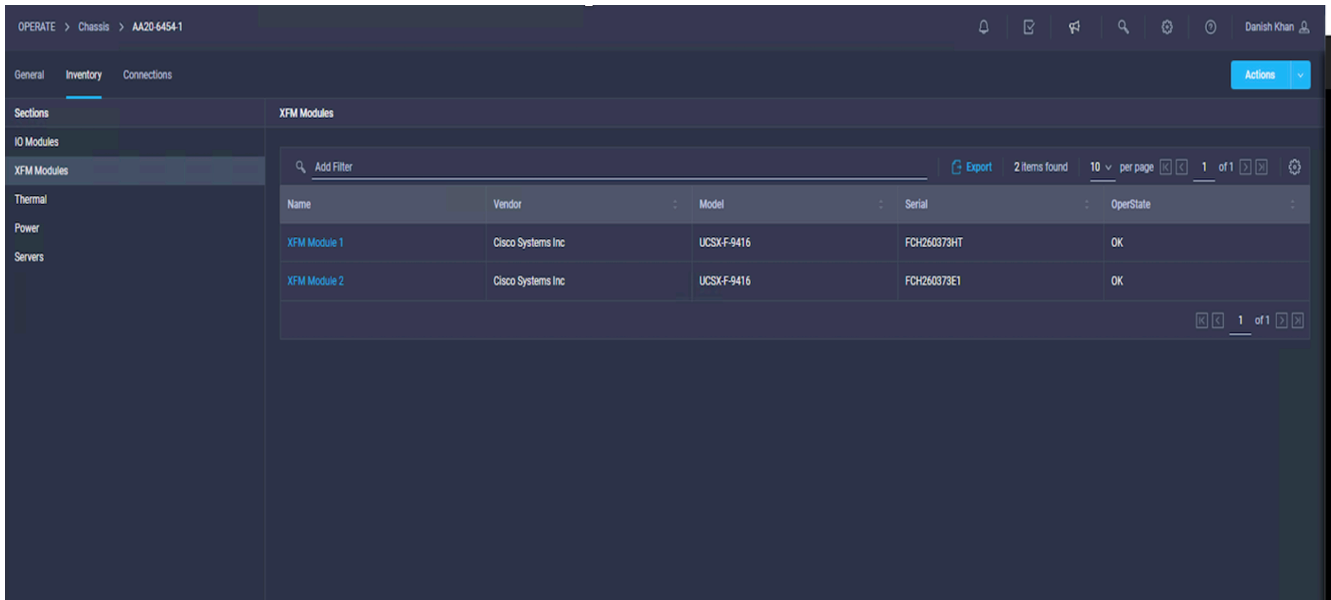 OPERATE > Chassis > AA20-6454-1
Danish Khan
General Inventory Connections
Actions
Sections
IO Modules
XFM Modules
Thermal
Power
Servers
XFM Modules
Add Filter
Export 2 items found 10 per page 1 of 1
Name Vendor Model Serial OperState
XFM Module 1 Cisco Systems Inc UCSX-F-9416 FCH260373HT OK
XFM Module 2 Cisco Systems Inc UCSX-F-9416 FCH260373E1 OK
1 of 1